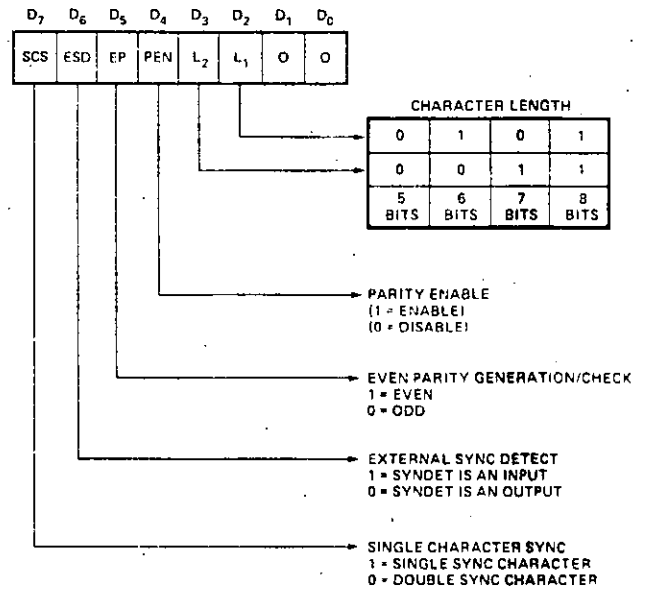 D7 D6 D5 D4 D3 D2 D1 D0
SCS ESD EP PEN L2 L1 0 0
CHARACTER LENGTH
0 1 0 1
0 0 1 1
5 6 7 8
BITS BITS BITS BITS
PARITY ENABLE
(1 = ENABLE)
(0 = DISABLE)
EVEN PARITY GENERATION/CHECK
1 = EVEN
0 = ODD
EXTERNAL SYNC DETECT
1 = SYNDET IS AN INPUT
0 = SYNDET IS AN OUTPUT
SINGLE CHARACTER SYNC
1 = SINGLE SYNC CHARACTER
0 = DOUBLE SYNC CHARACTER